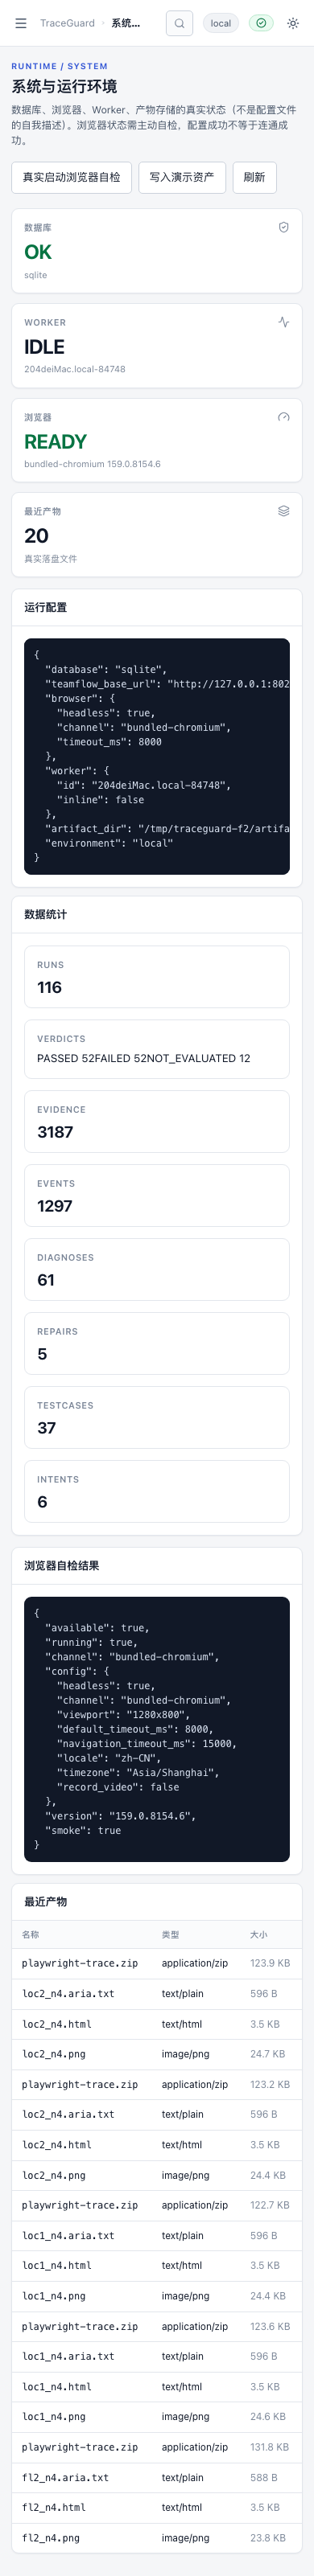 TraceGuard › 系统... local
RUNTIME / SYSTEM
系统与运行环境
数据库、浏览器、Worker、产物存储的真实状态（不是配置文件
的自我描述）。浏览器状态需主动自检，配置成功不等于连通成
功。
真实启动浏览器自检 写入演示资产 刷新
数据库
OK
sqlite
WORKER
IDLE
204deiMac.local-84748
浏览器
READY
bundled-chromium 159.0.8154.6
最近产物
20
真实落盘文件
运行配置
{
  "database": "sqlite",
  "teamflow_base_url": "http://127.0.0.1:802
  "browser": {
    "headless": true,
    "channel": "bundled-chromium",
    "timeout_ms": 8000
  },
  "worker": {
    "id": "204deiMac.local-84748",
    "inline": false
  },
  "artifact_dir": "/tmp/traceguard-f2/artifa
  "environment": "local"
}
数据统计
RUNS
116
VERDICTS
PASSED 52FAILED 52NOT_EVALUATED 12
EVIDENCE
3187
EVENTS
1297
DIAGNOSES
61
REPAIRS
5
TESTCASES
37
INTENTS
6
浏览器自检结果
{
  "available": true,
  "running": true,
  "channel": "bundled-chromium",
  "config": {
    "headless": true,
    "channel": "bundled-chromium",
    "viewport": "1280x800",
    "default_timeout_ms": 8000,
    "navigation_timeout_ms": 15000,
    "locale": "zh-CN",
    "timezone": "Asia/Shanghai",
    "record_video": false
  },
  "version": "159.0.8154.6",
  "smoke": true
}
最近产物
名称 类型 大小
playwright-trace.zip application/zip 123.9 KB
loc2_n4.aria.txt text/plain 596 B
loc2_n4.html text/html 3.5 KB
loc2_n4.png image/png 24.7 KB
playwright-trace.zip application/zip 123.2 KB
loc2_n4.aria.txt text/plain 596 B
loc2_n4.html text/html 3.5 KB
loc2_n4.png image/png 24.4 KB
playwright-trace.zip application/zip 122.7 KB
loc1_n4.aria.txt text/plain 596 B
loc1_n4.html text/html 3.5 KB
loc1_n4.png image/png 24.4 KB
playwright-trace.zip application/zip 123.6 KB
loc1_n4.aria.txt text/plain 596 B
loc1_n4.html text/html 3.5 KB
loc1_n4.png image/png 24.6 KB
playwright-trace.zip application/zip 131.8 KB
fl2_n4.aria.txt text/plain 588 B
fl2_n4.html text/html 3.5 KB
fl2_n4.png image/png 23.8 KB